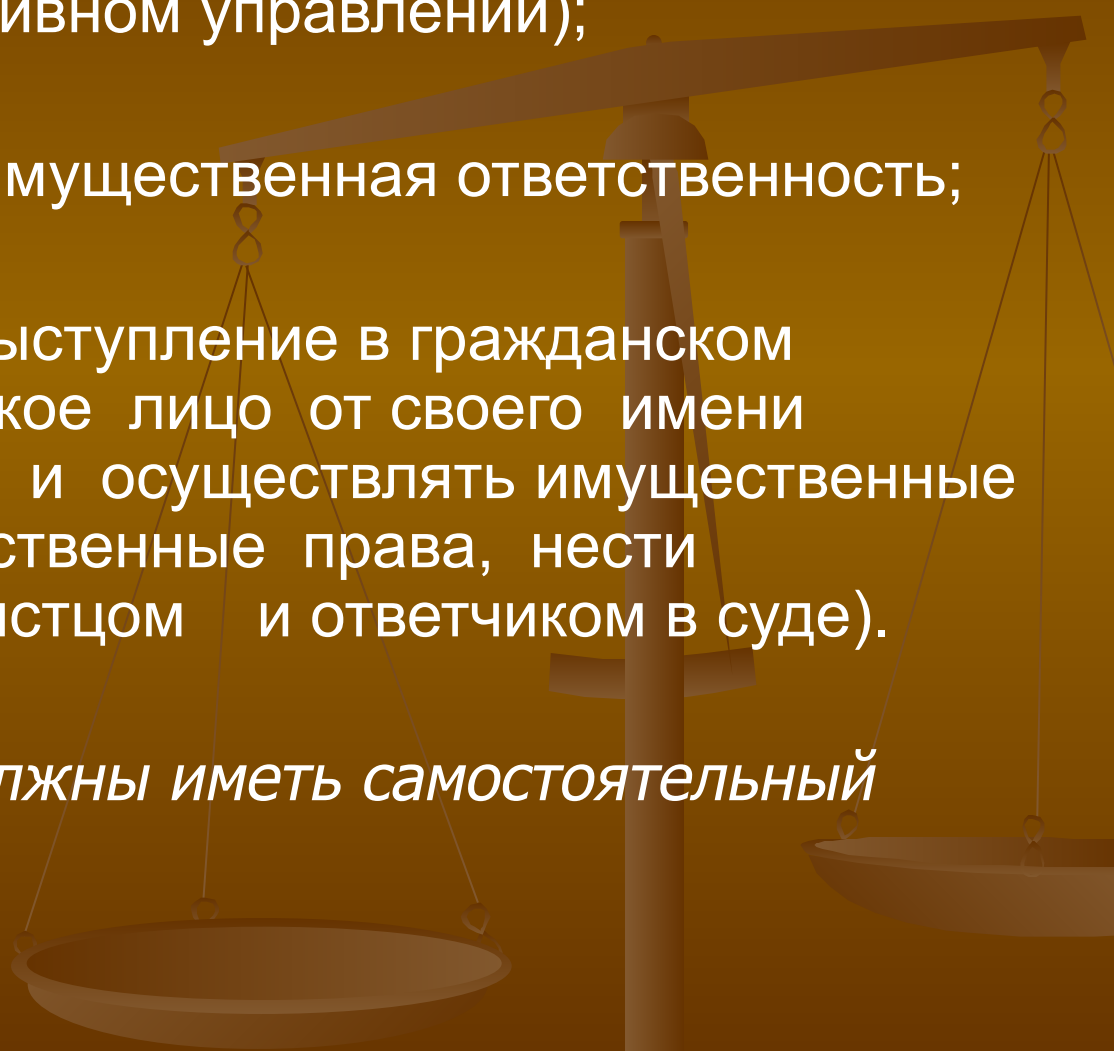 ивном управлении);
мущественная ответственность;
ыступление в гражданском
кое лицо от своего имени
и осуществлять имущественные
ственные права, нести
истцом и ответчиком в суде).
лжны иметь самостоятельный